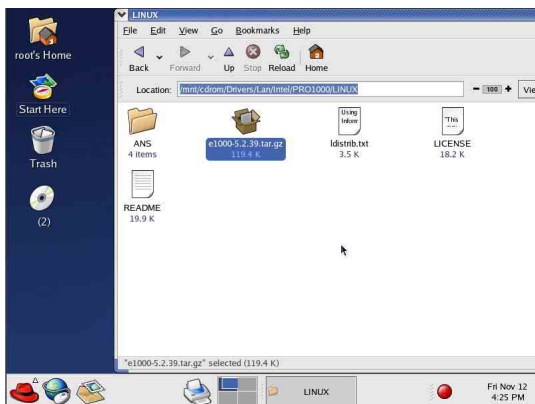 LINUX
File Edit View Go Bookmarks Help
Back Forward Up Stop Reload Home
Location: /mnt/cdrom/Drivers/Lan/Intel/PRO1000/LINUX
100
Vie
root's Home
Start Here
Trash
(2)
ANS
4 items
e1000-5.2.39.tar.gz
119.4 K
Using
Inform
ldistrib.txt
3.5 K
"This
LICENSE
18.2 K
README
19.9 K
"e1000-5.2.39.tar.gz" selected (119.4 K)
LINUX
Fri Nov 12
4:25 PM